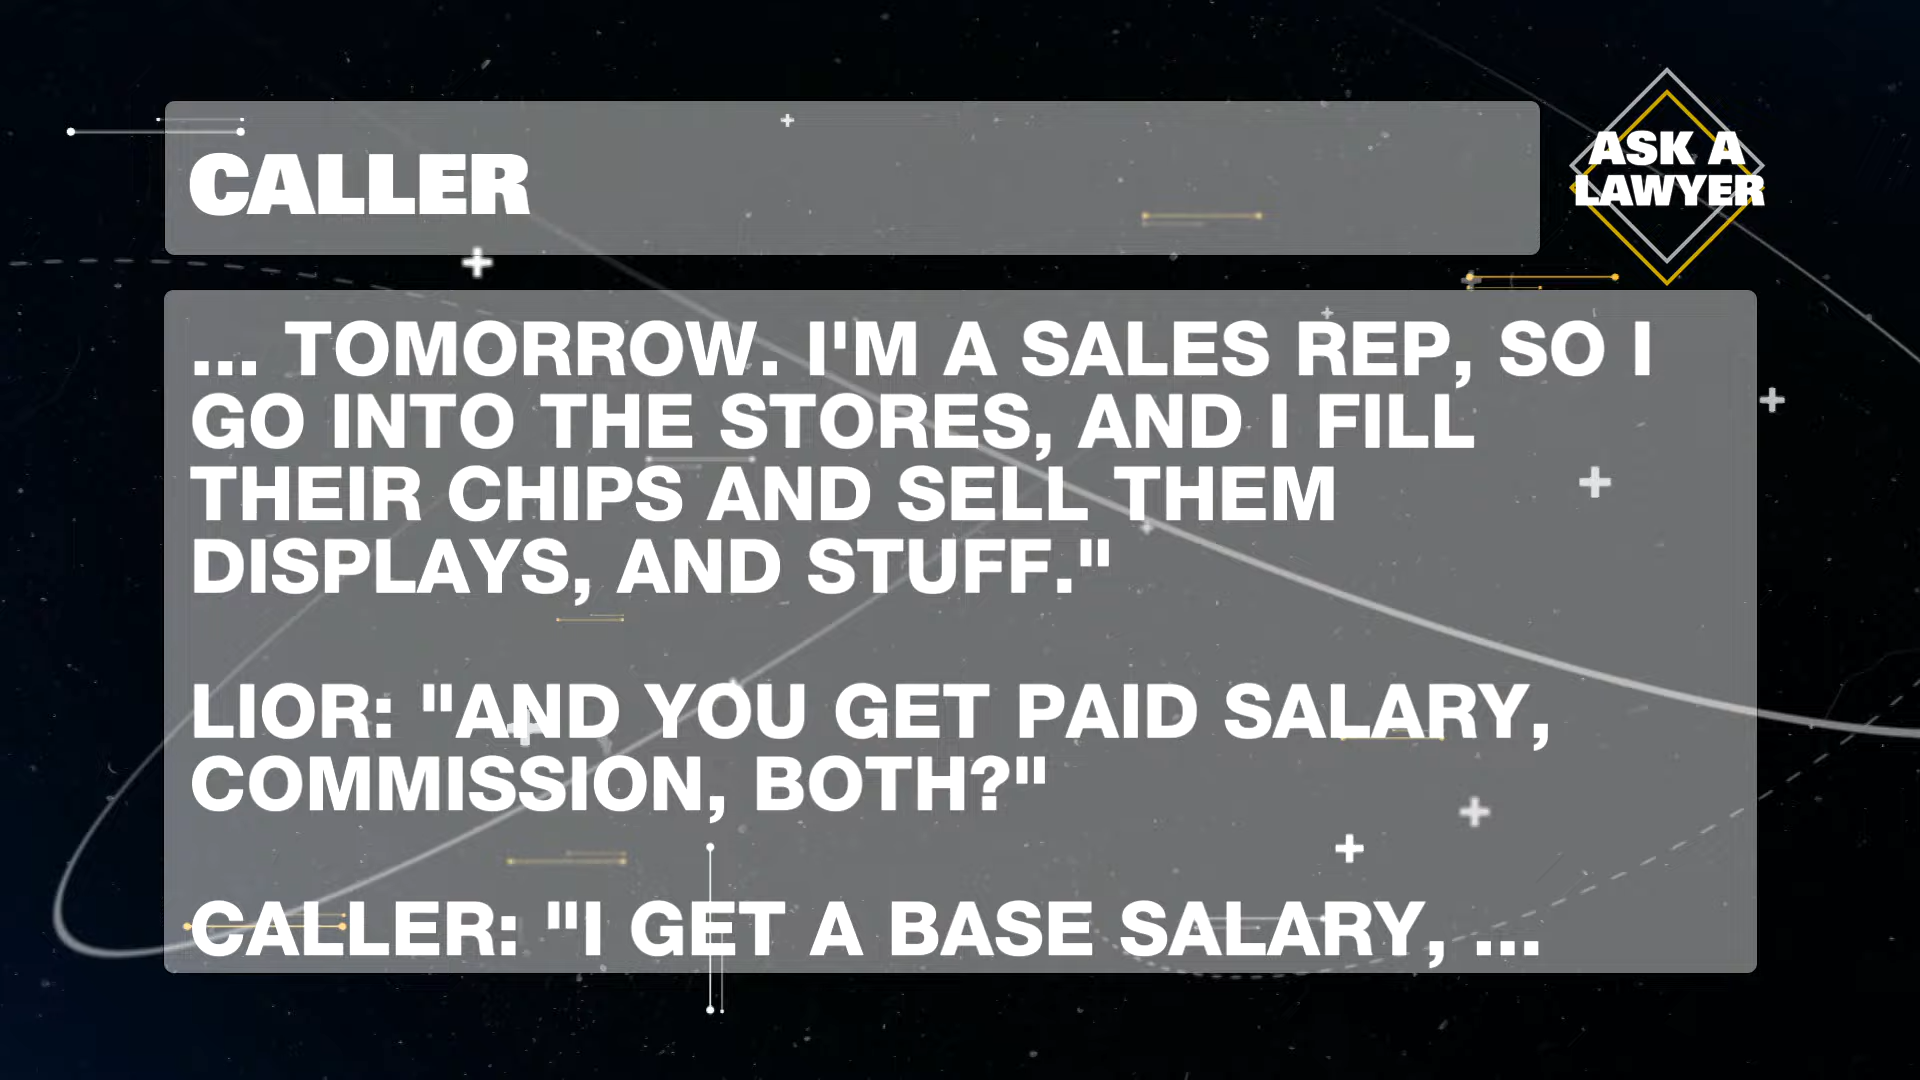 CALLER
ASK A
LAWYER
... TOMORROW. I'M A SALES REP, SO I
GO INTO THE STORES, AND I FILL
THEIR CHIPS AND SELL THEM
DISPLAYS, AND STUFF."
LIOR: "AND YOU GET PAID SALARY,
COMMISSION, BOTH?"
CALLER: "I GET A BASE SALARY, ...